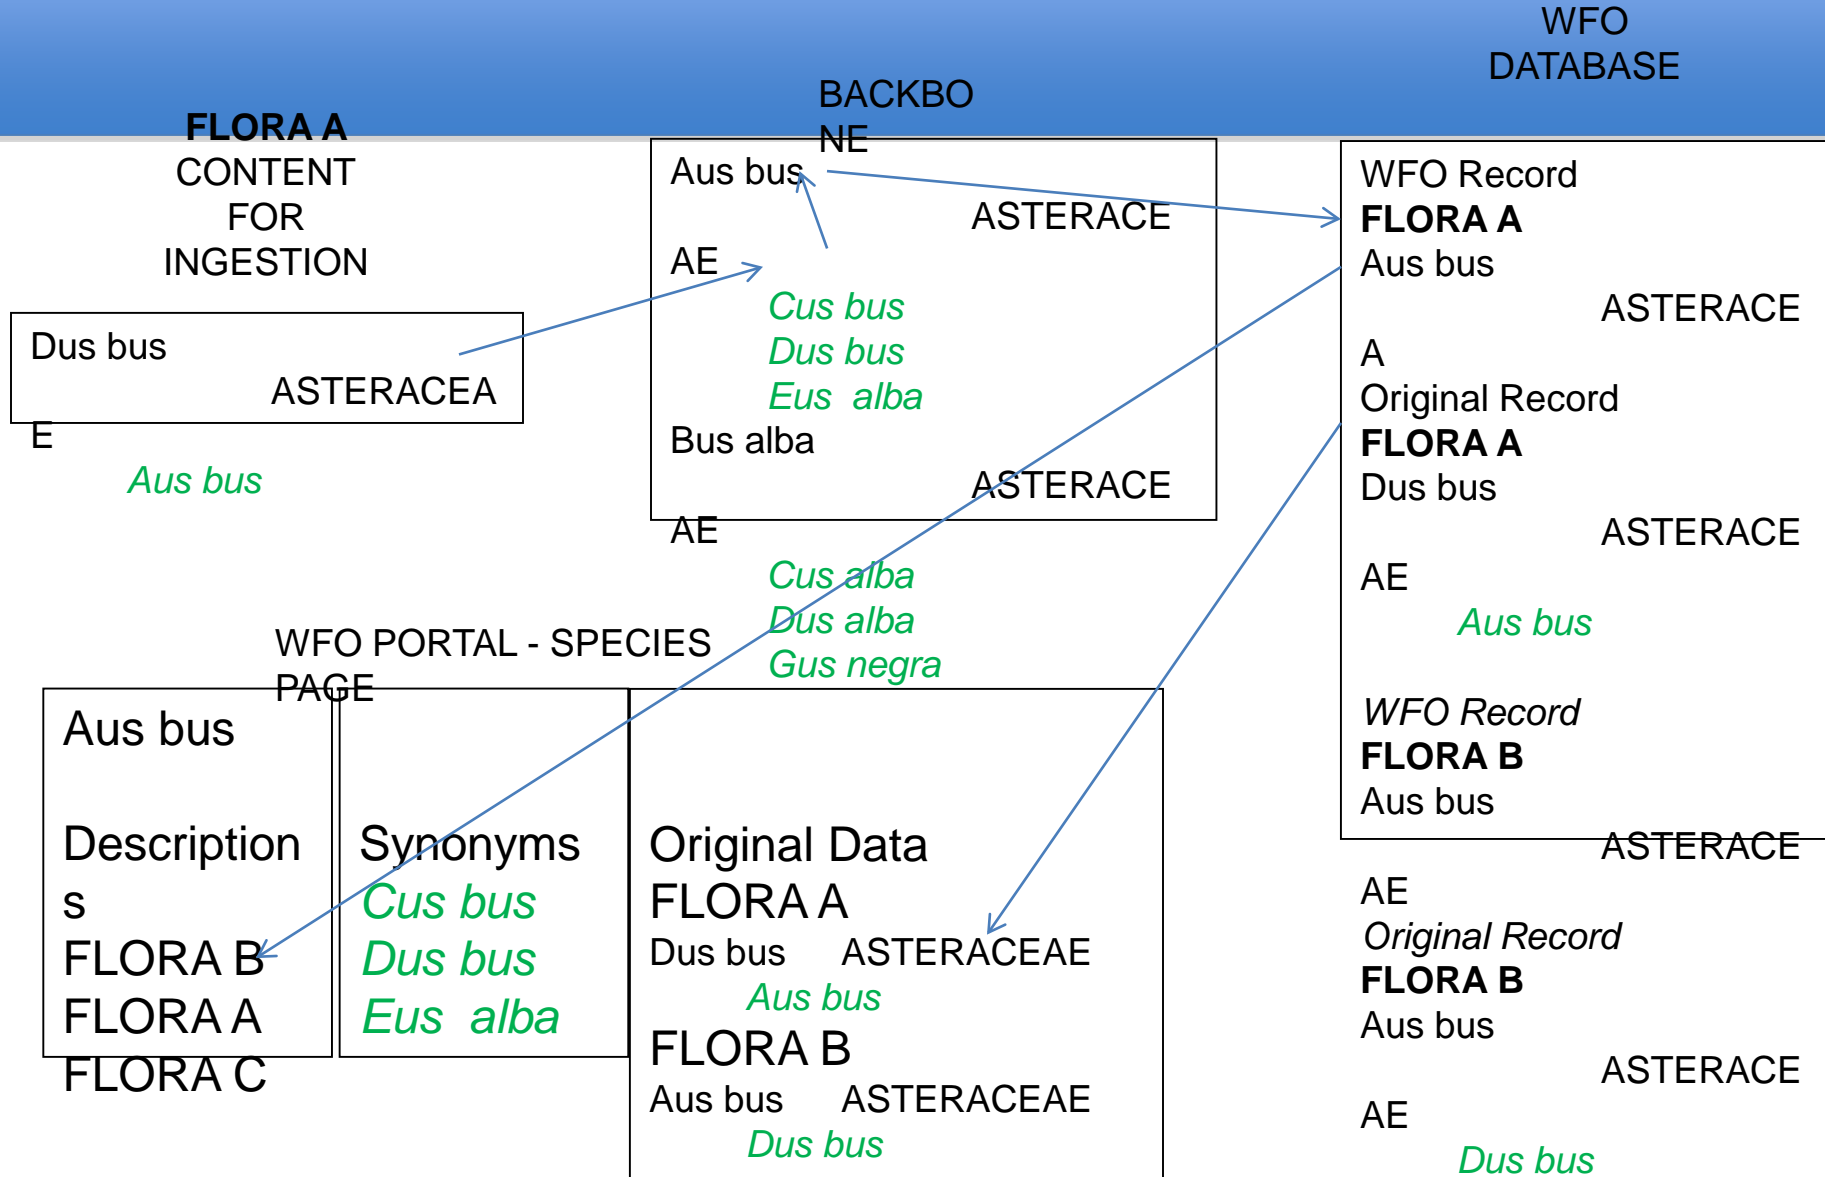 WFO
DATABASE
BACKBO
NE
FLORA A
CONTENT
FOR
INGESTION
Dus bus
ASTERACEA
E
Aus bus
Aus bus
ASTERACE
AE
Cus bus
Dus bus
Eus alba
Bus alba
ASTERACE
AE
Cus alba
Dus alba
Gus negra
WFO Record
FLORA A
Aus bus
ASTERACE
A
Original Record
FLORA A
Dus bus
ASTERACE
AE
Aus bus
WFO Record
FLORA B
Aus bus
ASTERACE
AE
Original Record
FLORA B
Aus bus
ASTERACE
AE
Dus bus
WFO PORTAL - SPECIES
PAGE
Aus bus
Description
s
FLORA B
FLORA A
FLORA C
Synonyms
Cus bus
Dus bus
Eus alba
Original Data
FLORA A
Dus bus ASTERACEAE
Aus bus
FLORA B
Aus bus ASTERACEAE
Dus bus